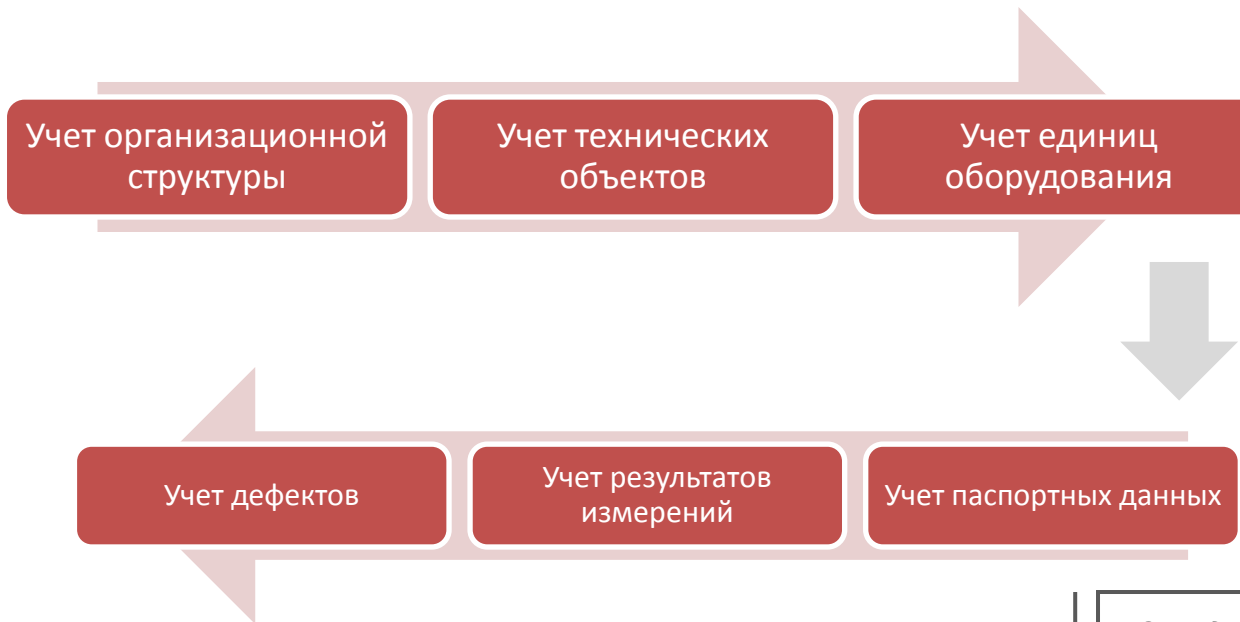 Учет организационной
структуры
Учет технических
объектов
Учет единиц
оборудования
Учет дефектов
Учет результатов
измерений
Учет паспортных данных